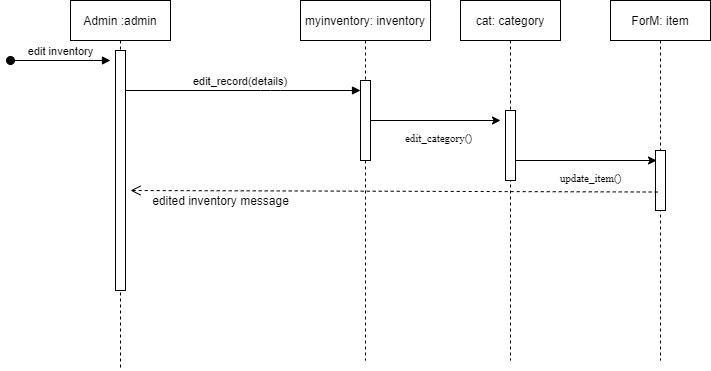 Admin :admin
myinventory: inventory
cat: category
ForM: item
edit inventory
edit_record(details)
edit_category()
update_item()
edited inventory message